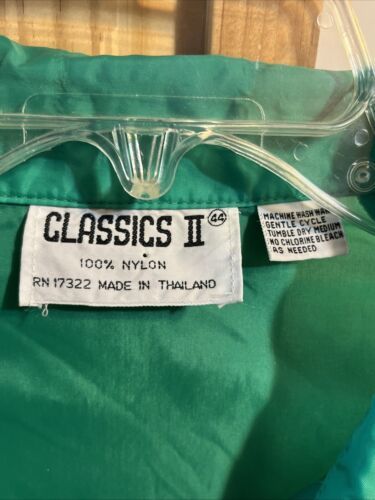 CLASSICS II 44
100% NYLON
RN 17322 MADE IN THAILAND
MACHINE WASH WARM
GENTLE CYCLE
TUMBLE DRY MEDIUM
NO CHLORINE BLEACH
AS NEEDED